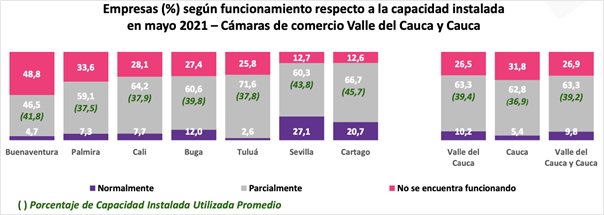 Empresas (%) según funcionamiento respecto a la capacidad instalada
en mayo 2021 – Cámaras de comercio Valle del Cauca y Cauca
48,8 33,6 28,1 27,4 25,8 12,7 12,6 26,5 31,8 26,9
46,5 59,1 64,2 60,6 71,6 60,3 66,7 63,3 62,8 63,3
(41,8) (37,5) (37,9) (39,8) (37,8) (43,8) (45,7) (39,4) (36,9) (39,2)
4,7 7,3 7,7 12,0 2,6 27,1 20,7 10,2 5,4 9,8
Buenaventura Palmira Cali Buga Tuluá Sevilla Cartago Valle del Cauca Valle del
Cauca Cauca y Cauca
Normalmente Parcialmente No se encuentra funcionando
( ) Porcentaje de Capacidad Instalada Utilizada Promedio